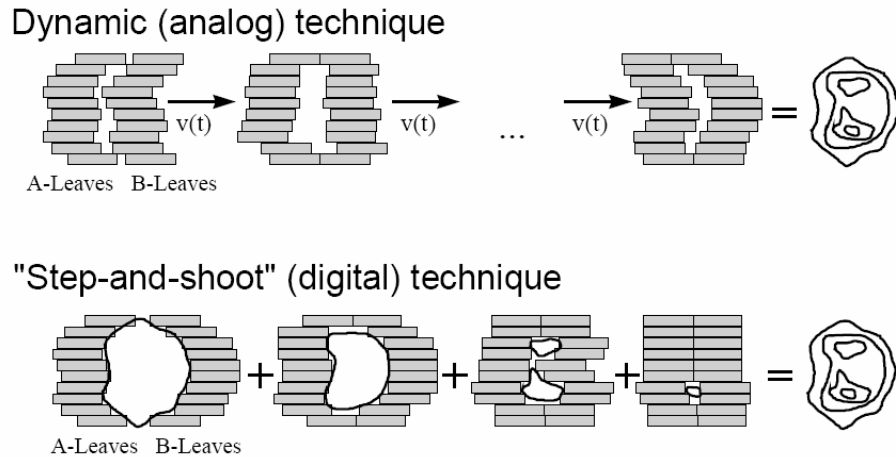 Dynamic (analog) technique
v(t) v(t) ... v(t) =
A-Leaves B-Leaves
"Step-and-shoot" (digital) technique
+ + + =
A-Leaves B-Leaves